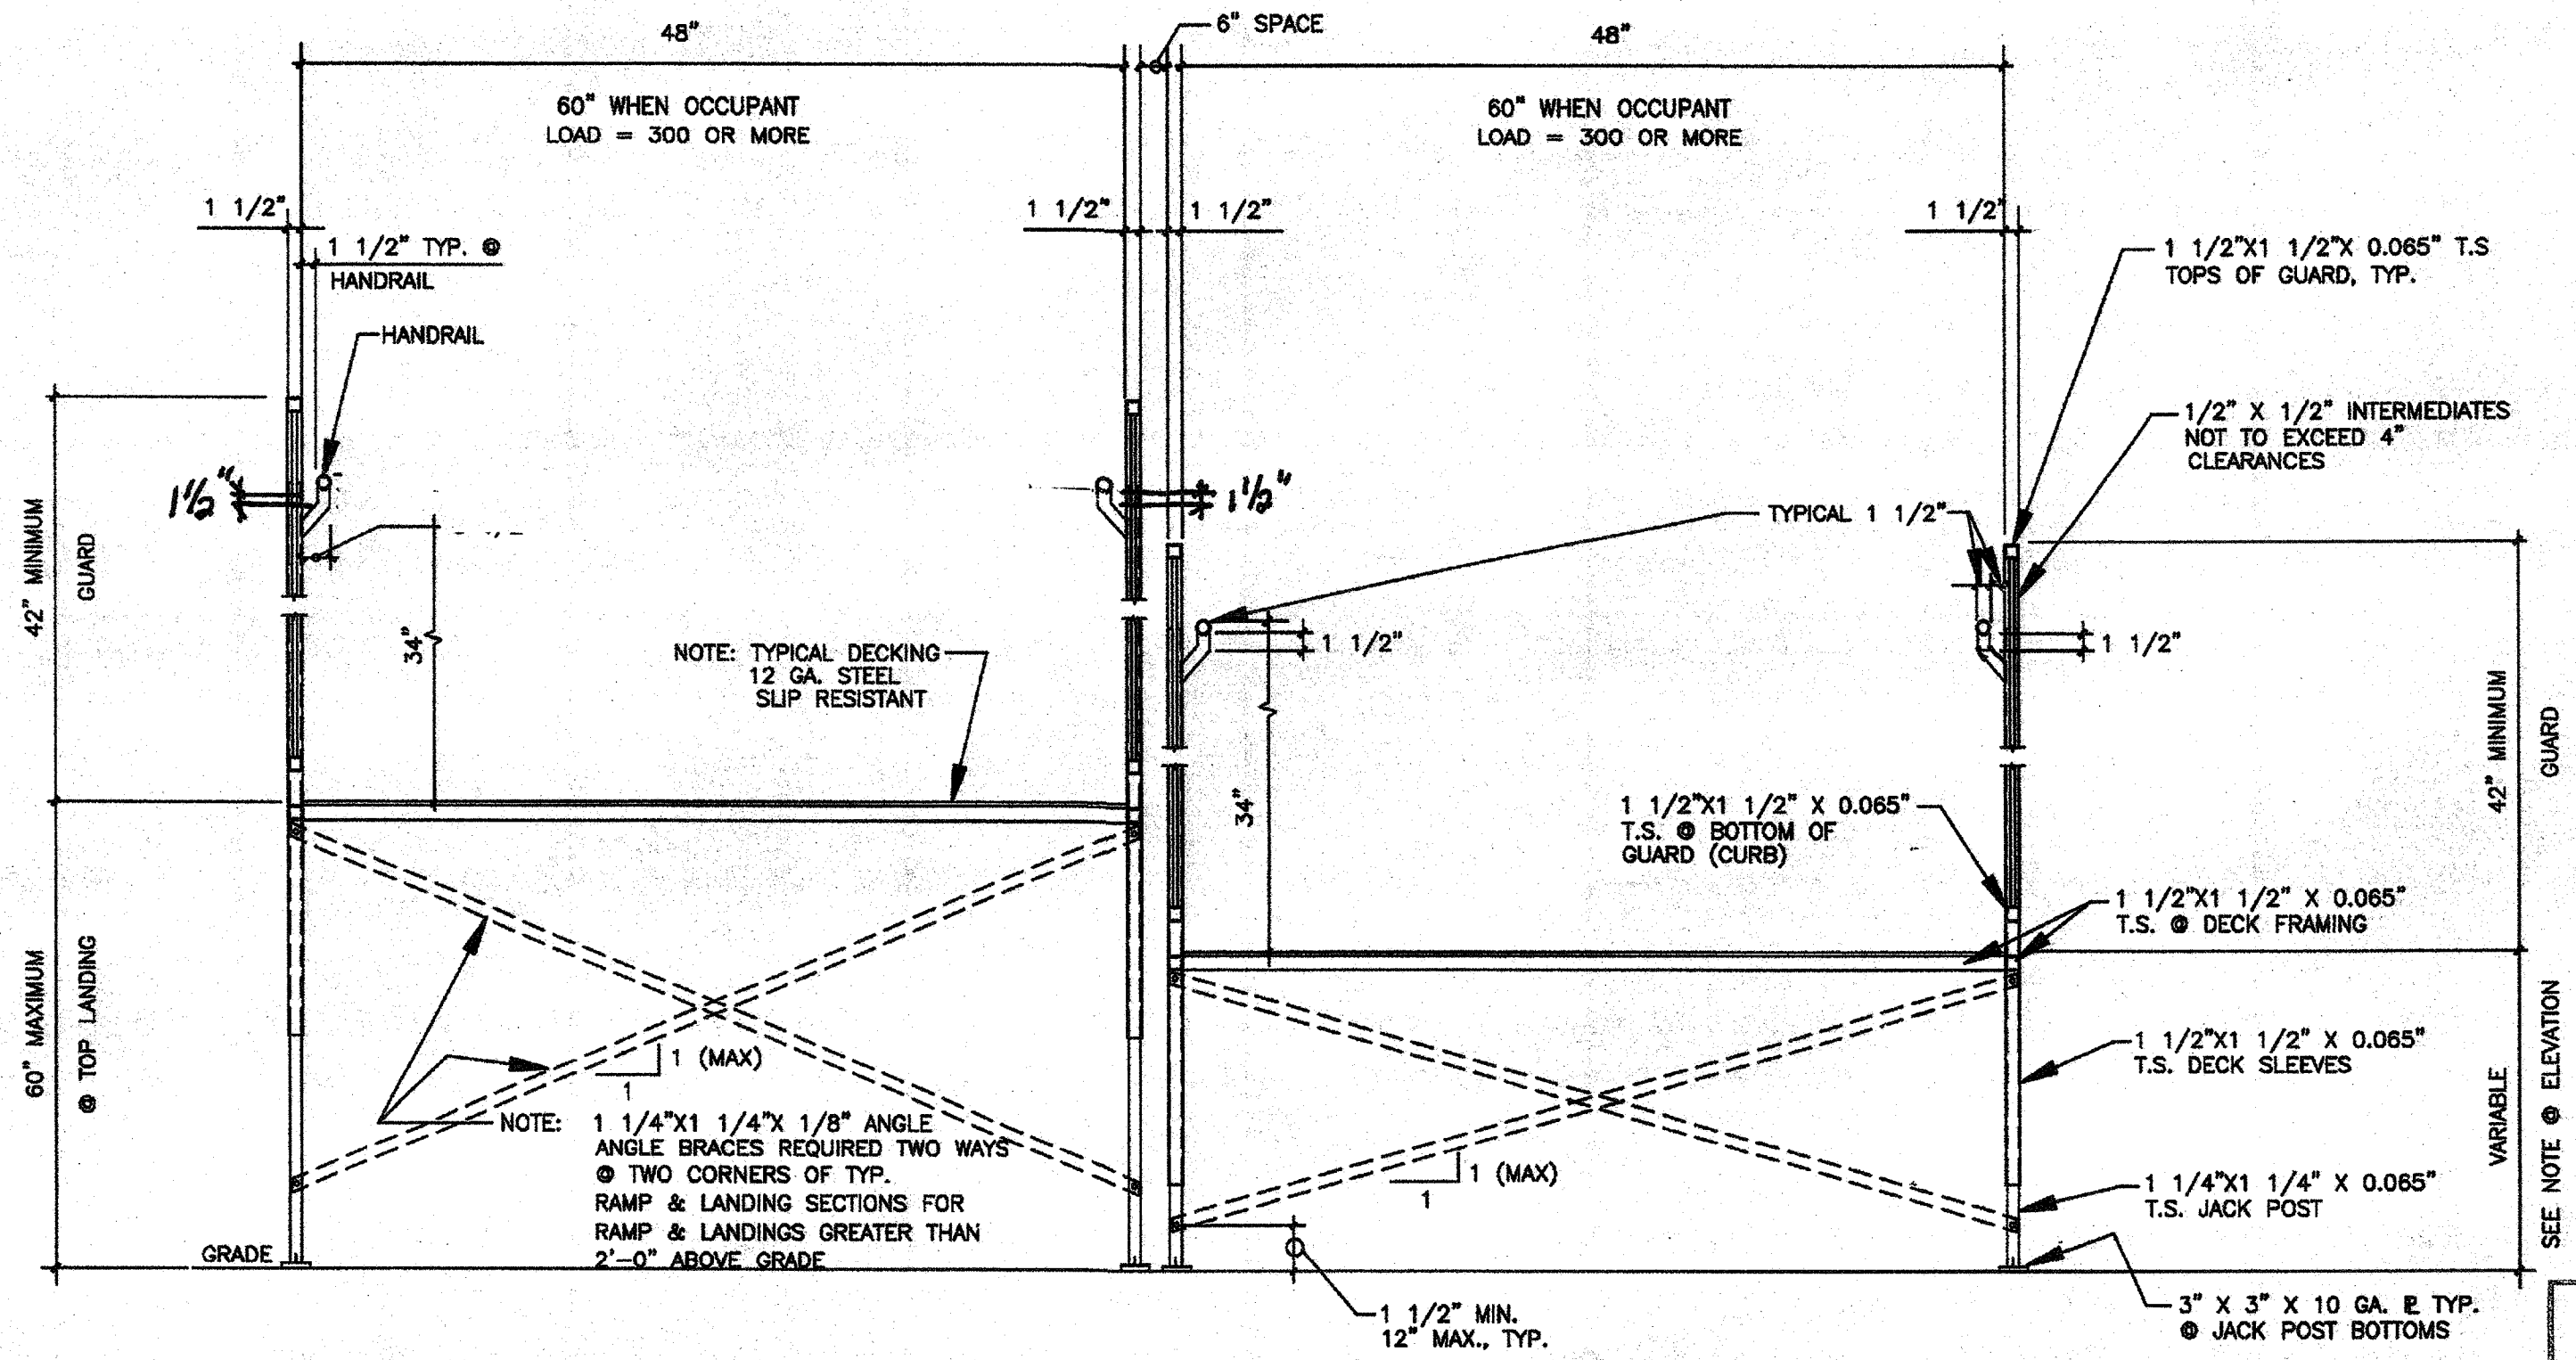 48"
6" SPACE
48"
60" WHEN OCCUPANT
LOAD = 300 OR MORE
60" WHEN OCCUPANT
LOAD = 300 OR MORE
1 1/2"
1 1/2"
1 1/2"
1 1/2"
1 1/2" TYP. @
HANDRAIL
1 1/2"X1 1/2"X 0.065" T.S
TOPS OF GUARD, TYP.
HANDRAIL
1/2" X 1/2" INTERMEDIATES
NOT TO EXCEED 4"
CLEARANCES
1 1/2"
1 1/2"
TYPICAL 1 1/2"
42" MINIMUM
GUARD
34"
NOTE: TYPICAL DECKING
12 GA. STEEL
SLIP RESISTANT
1 1/2"
1 1/2"
42" MINIMUM
GUARD
34"
1 1/2"X1 1/2" X 0.065"
T.S. @ BOTTOM OF
GUARD (CURB)
1 1/2"X1 1/2" X 0.065"
T.S. @ DECK FRAMING
60" MAXIMUM
@ TOP LANDING
1 (MAX)
1
1 1/2"X1 1/2" X 0.065"
T.S. DECK SLEEVES
NOTE: 1 1/4"X1 1/4"X 1/8" ANGLE
ANGLE BRACES REQUIRED TWO WAYS
@ TWO CORNERS OF TYP.
RAMP & LANDING SECTIONS FOR
RAMP & LANDINGS GREATER THAN
2'-0" ABOVE GRADE
1 (MAX)
1
VARIABLE
SEE NOTE @ ELEVATION
1 1/4"X1 1/4" X 0.065"
T.S. JACK POST
GRADE
1 1/2" MIN.
12" MAX., TYP.
3" X 3" X 10 GA. PL TYP.
@ JACK POST BOTTOMS